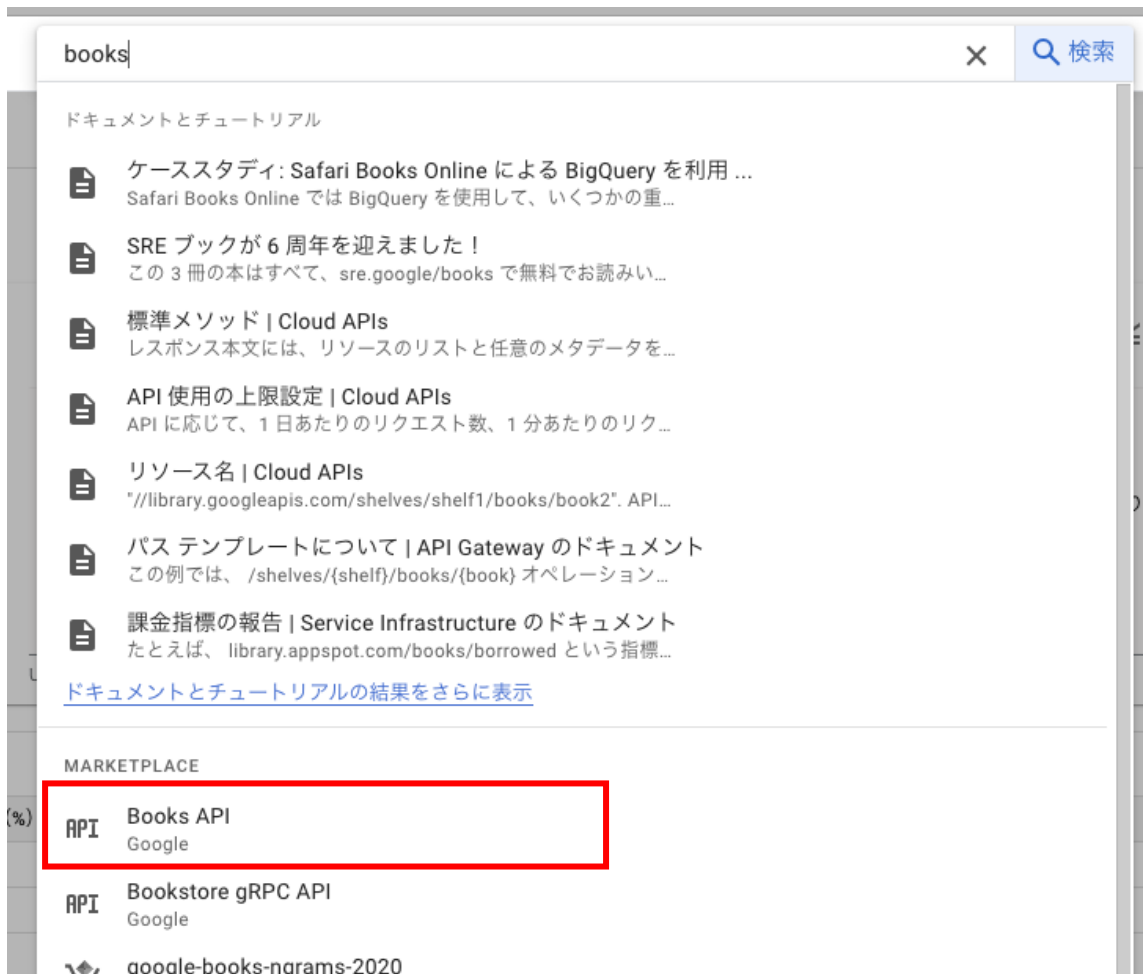 books
検索
ドキュメントとチュートリアル
ケーススタディ: Safari Books Online による BigQuery を利用 ...
Safari Books Online では BigQuery を使用して、いくつかの重...
SRE ブックが 6 周年を迎えました！
この 3 冊の本はすべて、sre.google/books で無料でお読みい...
標準メソッド | Cloud APIs
レスポンス本文には、リソースのリストと任意のメタデータを...
API 使用の上限設定 | Cloud APIs
API に応じて、1 日あたりのリクエスト数、1 分あたりのリク...
リソース名 | Cloud APIs
"//library.googleapis.com/shelves/shelf1/books/book2". API...
パス テンプレートについて | API Gateway のドキュメント
この例では、 /shelves/{shelf}/books/{book} オペレーション...
課金指標の報告 | Service Infrastructure のドキュメント
たとえば、 library.appspot.com/books/borrowed という指標...
ドキュメントとチュートリアルの結果をさらに表示
MARKETPLACE
(%)
API Books API
Google
API Bookstore gRPC API
Google
google-books-ngrams-2020